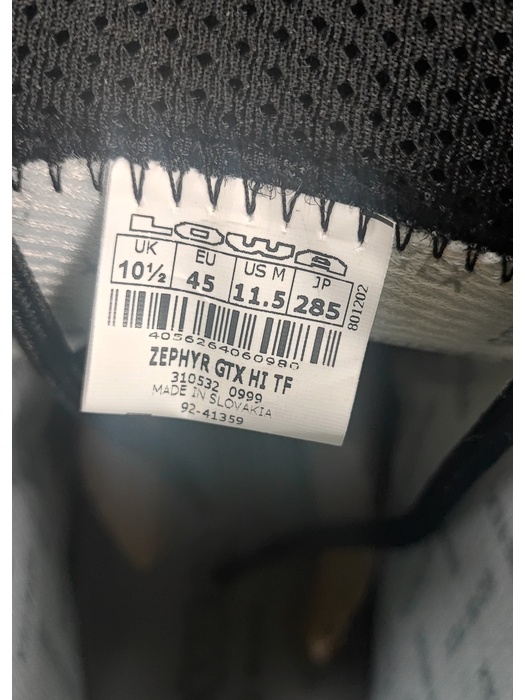 LOWA
UK EU US M JP
10½ 45 11.5 285
801202
4056264060980
ZEPHYR GTX HI TF
310532 0999
MADE IN SLOVAKIA
92-41359